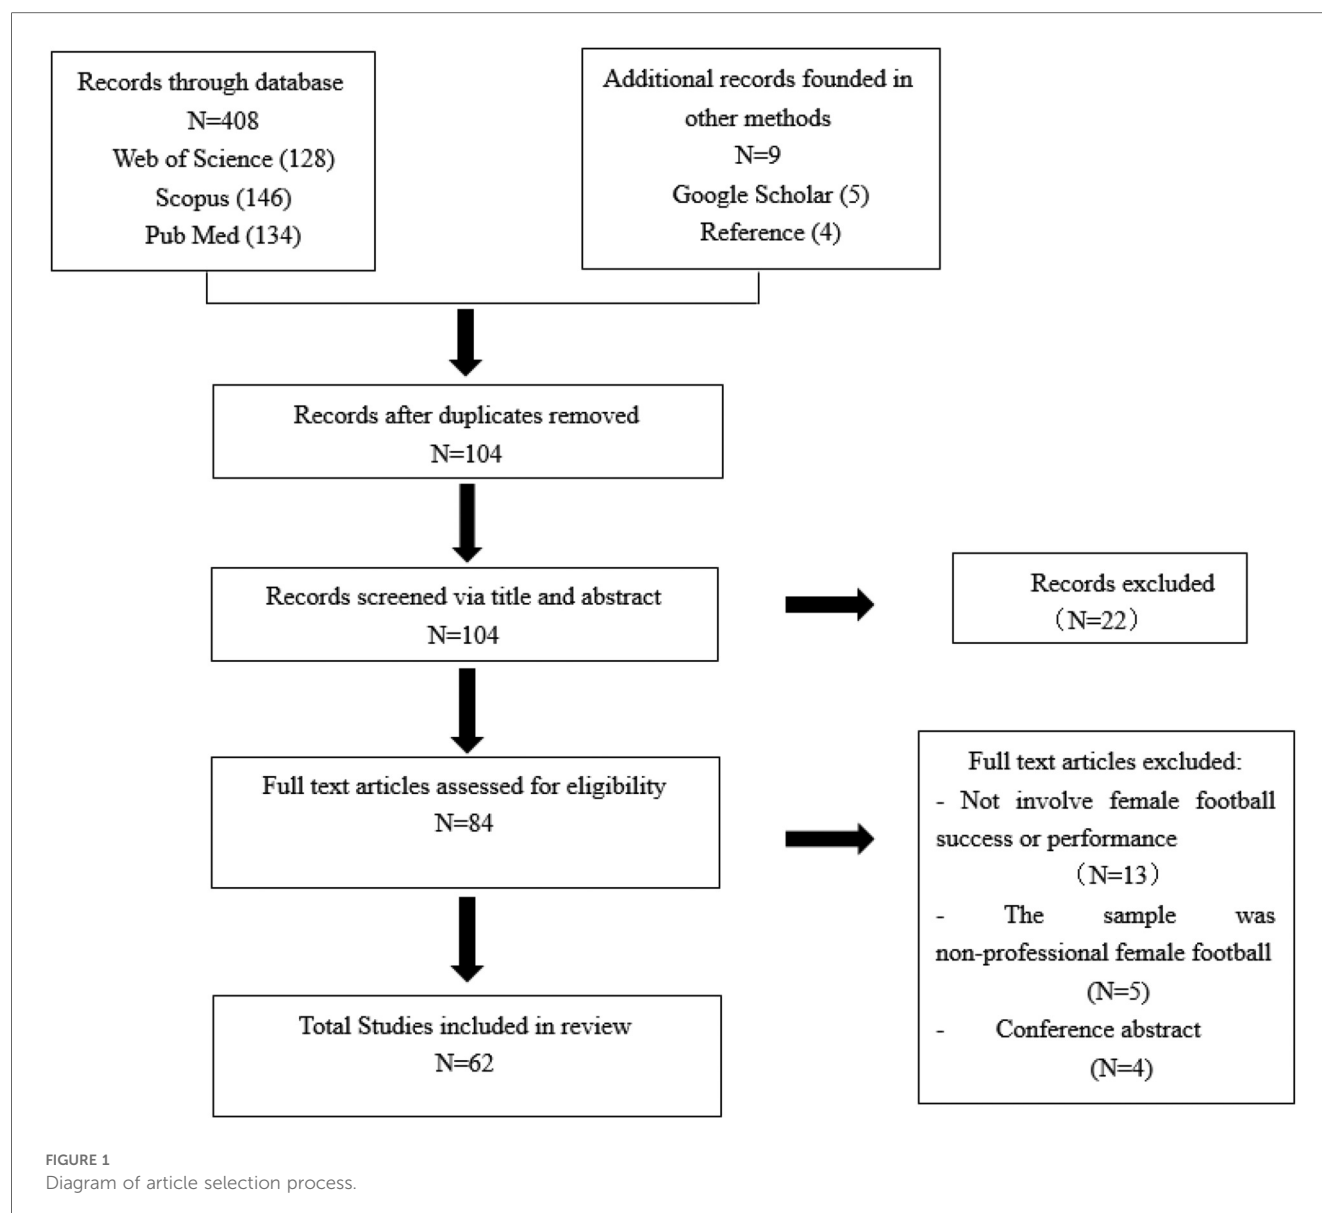 Records through database
N=408
Web of Science (128)
Scopus (146)
Pub Med (134)
Additional records founded in
other methods
N=9
Google Scholar (5)
Reference (4)
Records after duplicates removed
N=104
Records screened via title and abstract
N=104
Records excluded
（N=22）
Full text articles assessed for eligibility
N=84
Full text articles excluded:
- Not involve female football
success or performance
（N=13）
- The sample was
non-professional female football
(N=5)
- Conference abstract
(N=4)
Total Studies included in review
N=62
FIGURE 1
Diagram of article selection process.